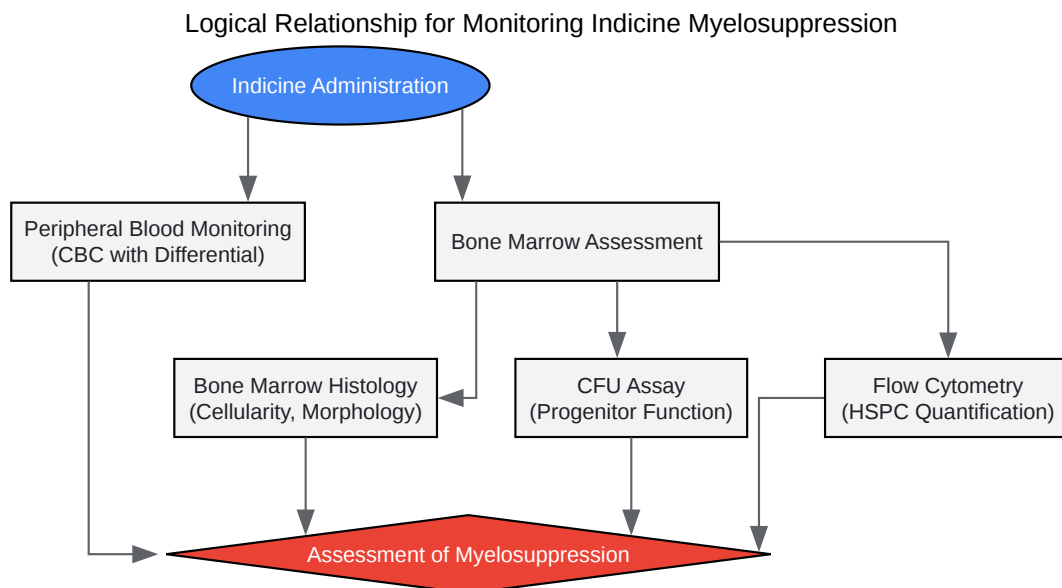 Logical Relationship for Monitoring Indicine Myelosuppression
Indicine Administration
Peripheral Blood Monitoring
(CBC with Differential)
Bone Marrow Assessment
Bone Marrow Histology
(Cellularity, Morphology)
CFU Assay
(Progenitor Function)
Flow Cytometry
(HSPC Quantification)
Assessment of Myelosuppression